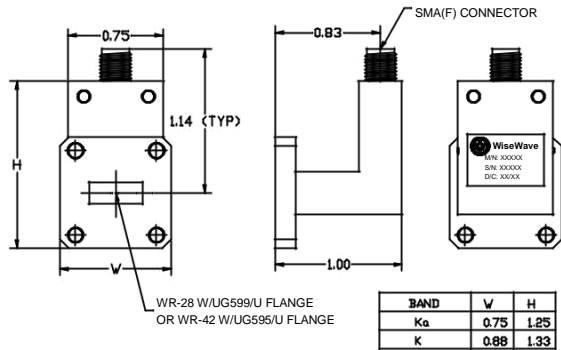 SMA(F) CONNECTOR
0.75
0.83
1.14 (TYP)
H
WiseWave
M/N: XXXXX
S/N: XXXXX
D/C: XX/XX
W
1.00
WR-28 W/UG599/U FLANGE
OR WR-42 W/UG595/U FLANGE
BAND W H
Ka 0.75 1.25
K 0.88 1.33